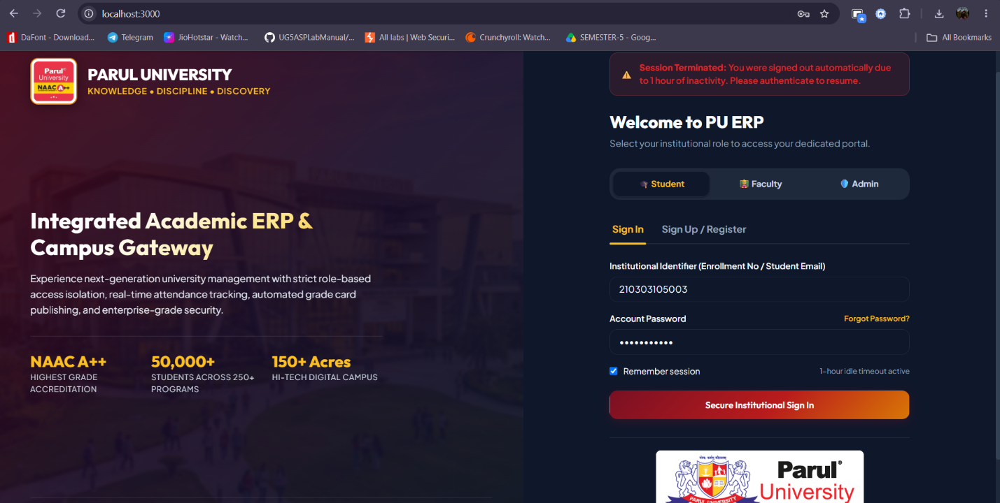 localhost:3000
DaFont - Download...
Telegram
JioHotstar - Watch...
UG5ASPLabManual/...
All labs | Web Securi...
Crunchyroll: Watch...
SEMESTER-5 - Goog...
All Bookmarks
Parul®
University
NAAC A++
PARUL UNIVERSITY
KNOWLEDGE • DISCIPLINE • DISCOVERY
Integrated Academic ERP &
Campus Gateway
Experience next-generation university management with strict role-based
access isolation, real-time attendance tracking, automated grade card
publishing, and enterprise-grade security.
NAAC A++
HIGHEST GRADE
ACCREDITATION
50,000+
STUDENTS ACROSS 250+
PROGRAMS
150+ Acres
HI-TECH DIGITAL CAMPUS
Session Terminated: You were signed out automatically due
to 1 hour of inactivity. Please authenticate to resume.
Welcome to PU ERP
Select your institutional role to access your dedicated portal.
Student
Faculty
Admin
Sign In
Sign Up / Register
Institutional Identifier (Enrollment No / Student Email)
210303105003
Account Password
Forgot Password?
•••••••••••
Remember session
1-hour idle timeout active
Secure Institutional Sign In
Parul®
University
PARUL UNIVERSITY